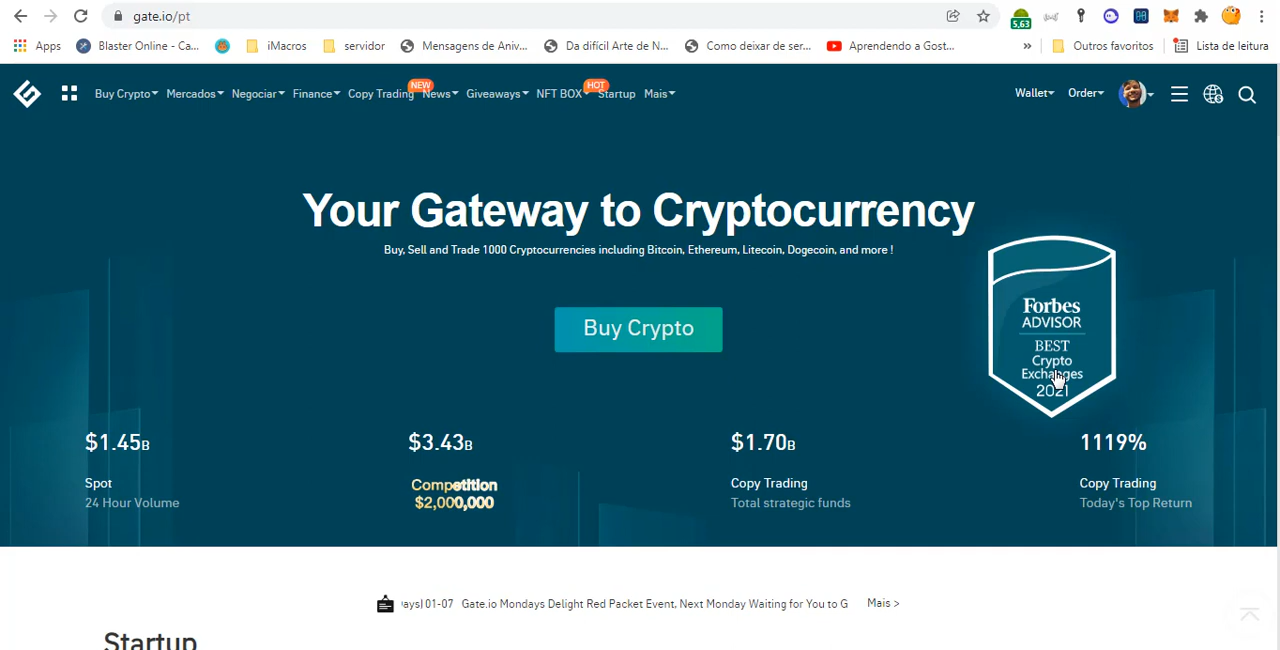 gate.io/pt
5,63
Apps
Blaster Online - Ca...
iMacros
servidor
Mensagens de Aniv...
Da difícil Arte de N...
Como deixar de ser...
Aprendendo a Gost...
»
Outros favoritos
Lista de leitura
NEW
HOT
Buy Crypto
Mercados
Negociar
Finance
Copy Trading
News
Giveaways
NFT BOX
Startup
Mais
Wallet
Order
Your Gateway to Cryptocurrency
Buy, Sell and Trade 1000 Cryptocurrencies including Bitcoin, Ethereum, Litecoin, Dogecoin, and more !
Buy Crypto
Forbes
ADVISOR
BEST
Crypto
Exchanges
2021
$1.45B
Spot
24 Hour Volume
$3.43B
Competition
$2,000,000
$1.70B
Copy Trading
Total strategic funds
1119%
Copy Trading
Today's Top Return
ays) 01-07 Gate.io Mondays Delight Red Packet Event, Next Monday Waiting for You to G
Mais >
Startup